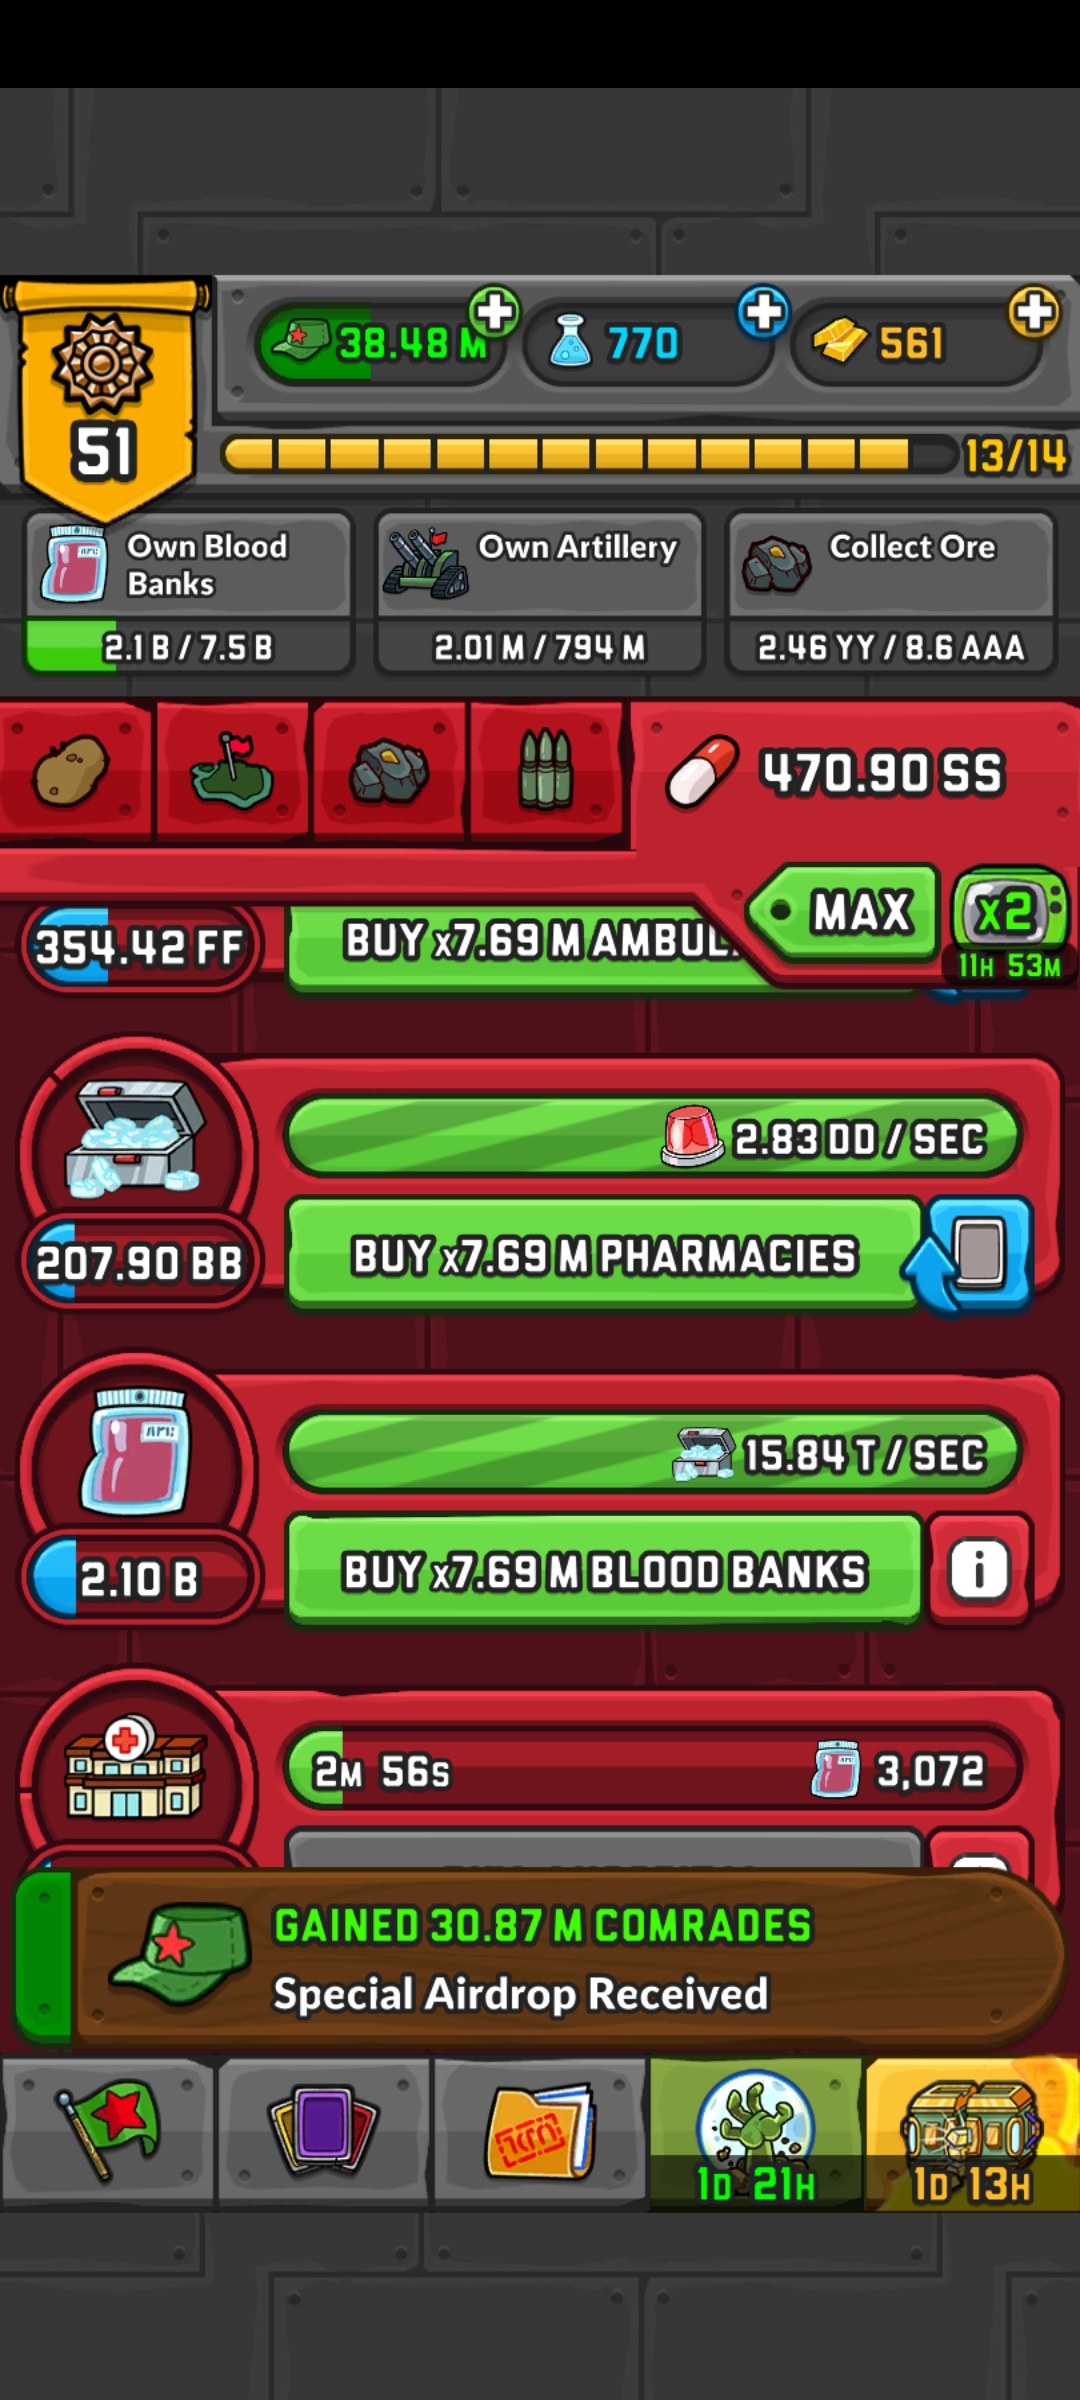 38.48 M
770
561
51
13/14
Own Blood Banks
Own Artillery
Collect Ore
2.1 B / 7.5 B
2.01 M / 794 M
2.46 YY / 8.6 AAA
470.90 SS
MAX
x2
11H 53M
354.42 FF
BUY x7.69 M AMBUL
2.83 DD / SEC
207.90 BB
BUY x7.69 M PHARMACIES
15.84 T / SEC
2.10 B
BUY x7.69 M BLOOD BANKS
i
2M 56S
3,072
GAINED 30.87 M COMRADES
Special Airdrop Received
1D 21H
1D 13H